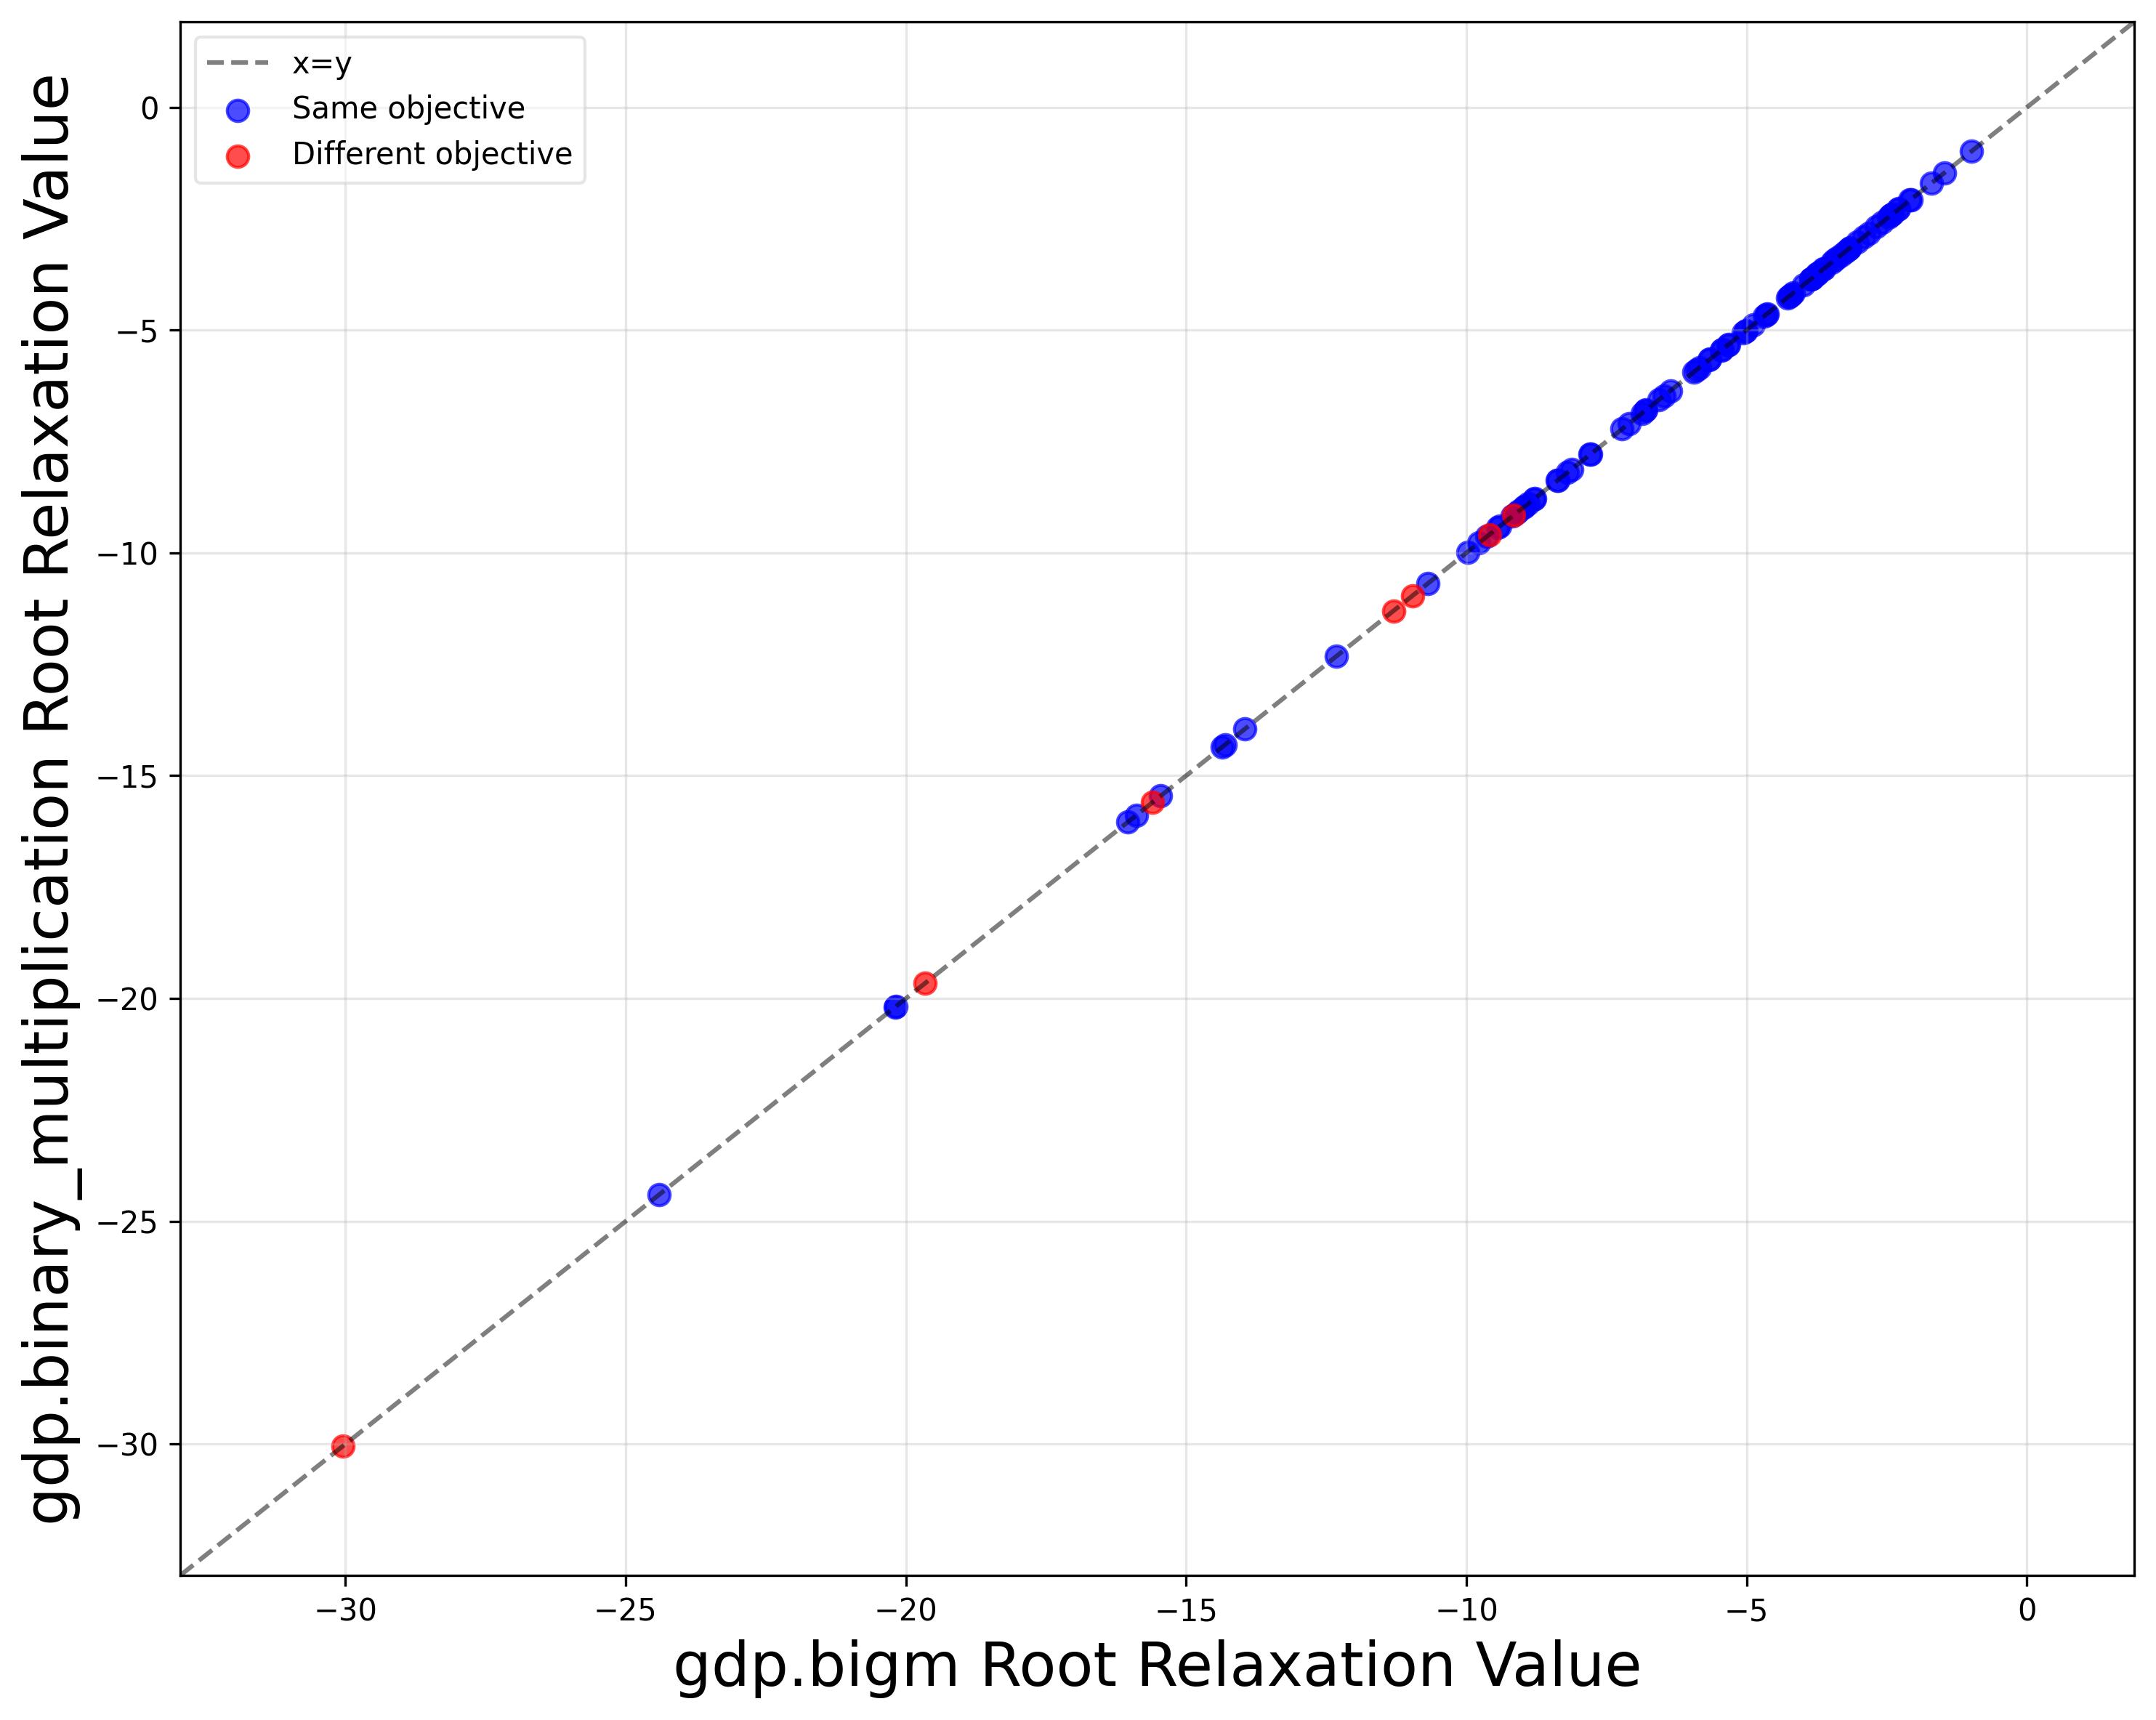 x=y
Same objective
Different objective
gdp.binary_multiplication Root Relaxation Value
0
−5
−10
−15
−20
−25
−30
−30
−25
−20
−15
−10
−5
0
gdp.bigm Root Relaxation Value